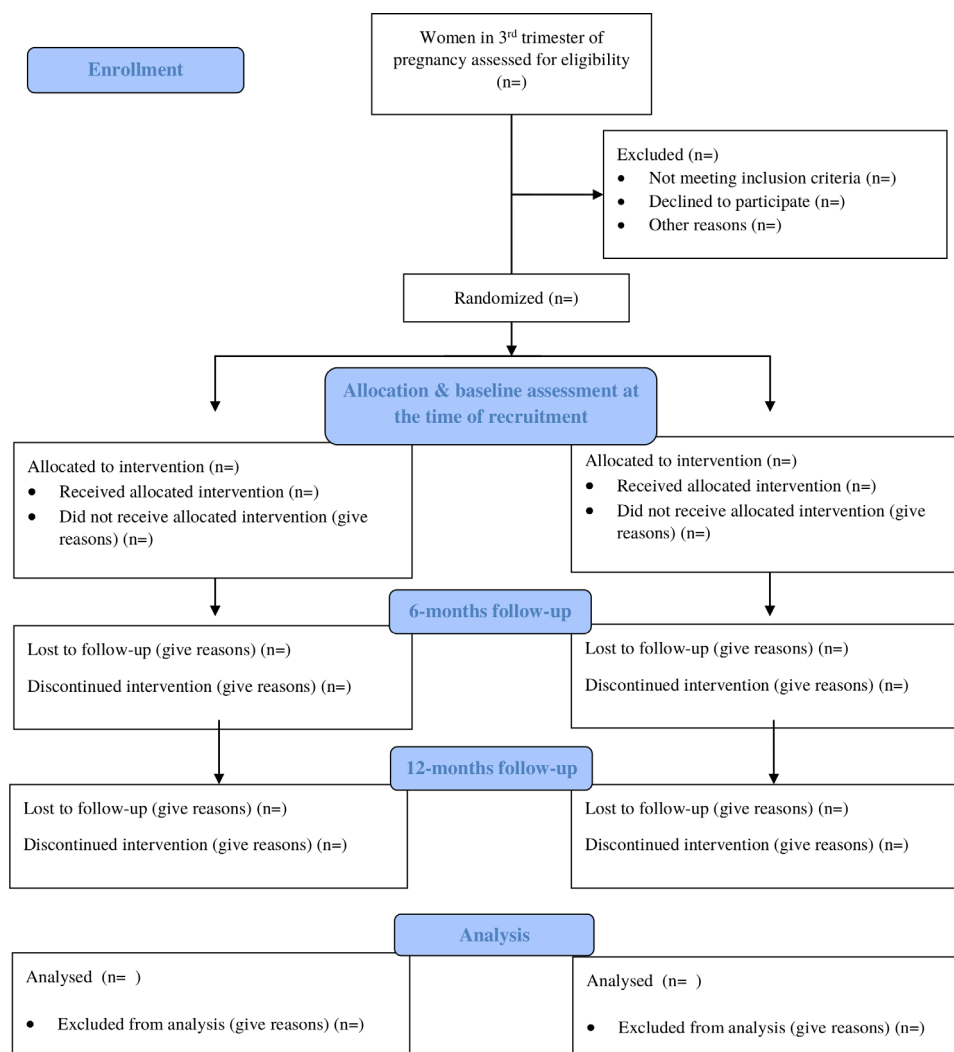 Women in 3rd trimester of
pregnancy assessed for eligibility
(n=)
Enrollment
Excluded (n=)
• Not meeting inclusion criteria (n=)
• Declined to participate (n=)
• Other reasons (n=)
Randomized (n=)
Allocation & baseline assessment at
the time of recruitment
Allocated to intervention (n=)
• Received allocated intervention (n=)
• Did not receive allocated intervention (give
reasons) (n=)
Allocated to intervention (n=)
• Received allocated intervention (n=)
• Did not receive allocated intervention (give
reasons) (n=)
6-months follow-up
Lost to follow-up (give reasons) (n=)
Discontinued intervention (give reasons) (n=)
Lost to follow-up (give reasons) (n=)
Discontinued intervention (give reasons) (n=)
12-months follow-up
Lost to follow-up (give reasons) (n=)
Discontinued intervention (give reasons) (n=)
Lost to follow-up (give reasons) (n=)
Discontinued intervention (give reasons) (n=)
Analysis
Analysed (n= )
• Excluded from analysis (give reasons) (n=)
Analysed (n= )
• Excluded from analysis (give reasons) (n=)